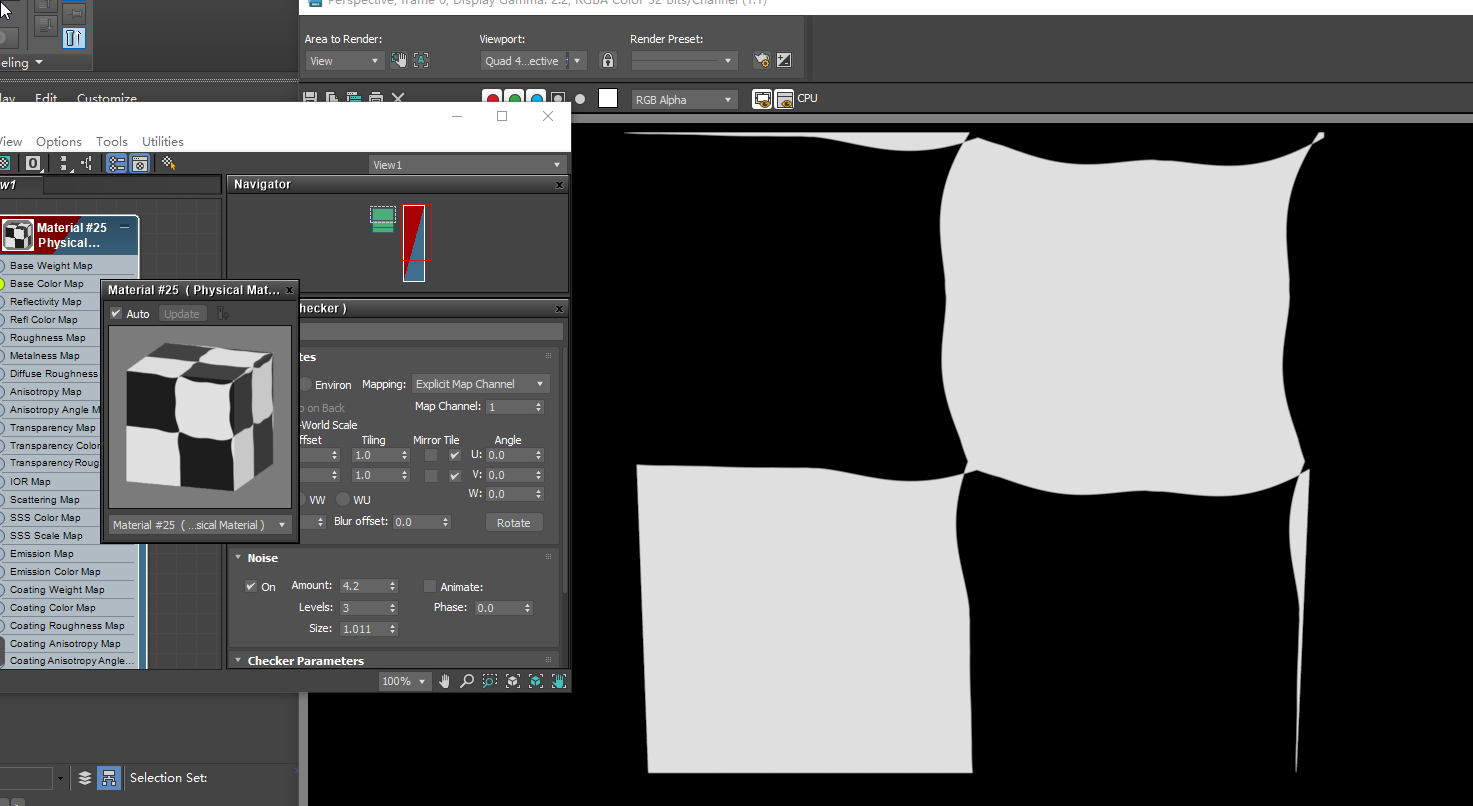 Perspective, frame 0, Display Gamma: 2.2, RGBA Color 32 Bits/Channel (1:1)
Area to Render:
Viewport:
Render Preset:
View
Quad 4...ective
eling
Edit
Customize
RGB Alpha
CPU
View
Options
Tools
Utilities
0
View1
w1
Navigator
Material #25
Physical...
Base Weight Map
Base Color Map
Reflectivity Map
Refl Color Map
Roughness Map
Metalness Map
Diffuse Roughness
Anisotropy Map
Anisotropy Angle M
Transparency Map
Transparency Color
Transparency Roug
IOR Map
Scattering Map
SSS Color Map
SSS Scale Map
Emission Map
Emission Color Map
Coating Weight Map
Coating Color Map
Coating Roughness Map
Coating Anisotropy Map
Coating Anisotropy Angle...
Material #25 ( Physical Mat...
Auto
Update
Material #25 ( ...sical Material )
hecker )
tes
Environ
Mapping:
Explicit Map Channel
on Back
Map Channel:
1
-World Scale
ffset
Tiling
Mirror Tile
Angle
1.0
U:
0.0
1.0
V:
0.0
W:
0.0
VW
WU
Blur offset:
0.0
Rotate
Noise
On
Amount:
4.2
Animate:
Levels:
3
Phase:
0.0
Size:
1.011
Checker Parameters
100%
Selection Set: